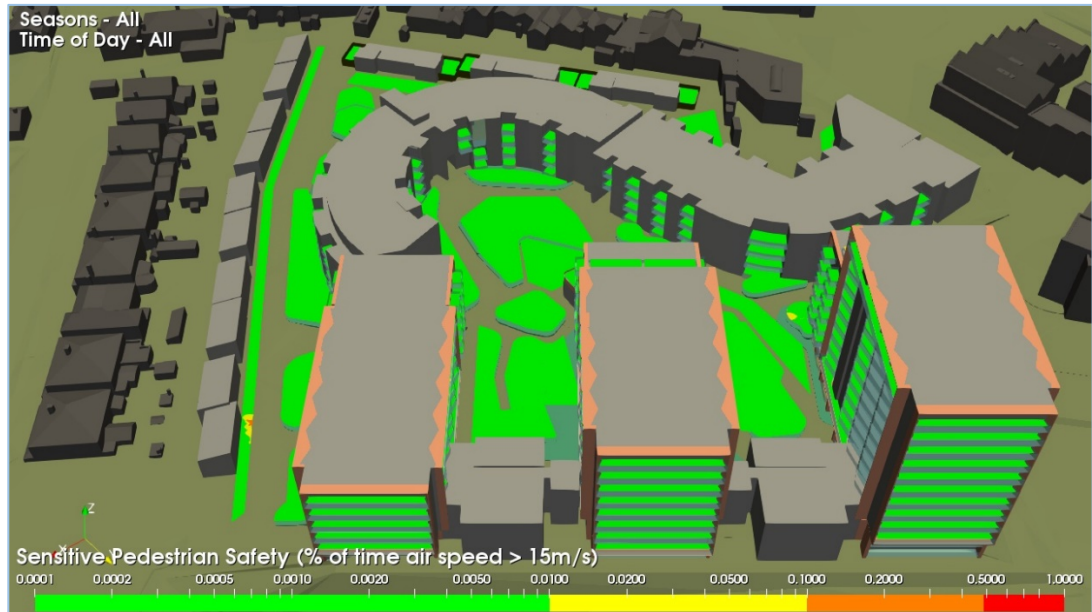 Seasons - All
Time of Day - All
Z
Sensitive Pedestrian Safety (% of time air speed > 15m/s)
0.0001 0.0002 0.0005 0.0010 0.0020 0.0050 0.0100 0.0200 0.0500 0.1000 0.2000 0.5000 1.0000